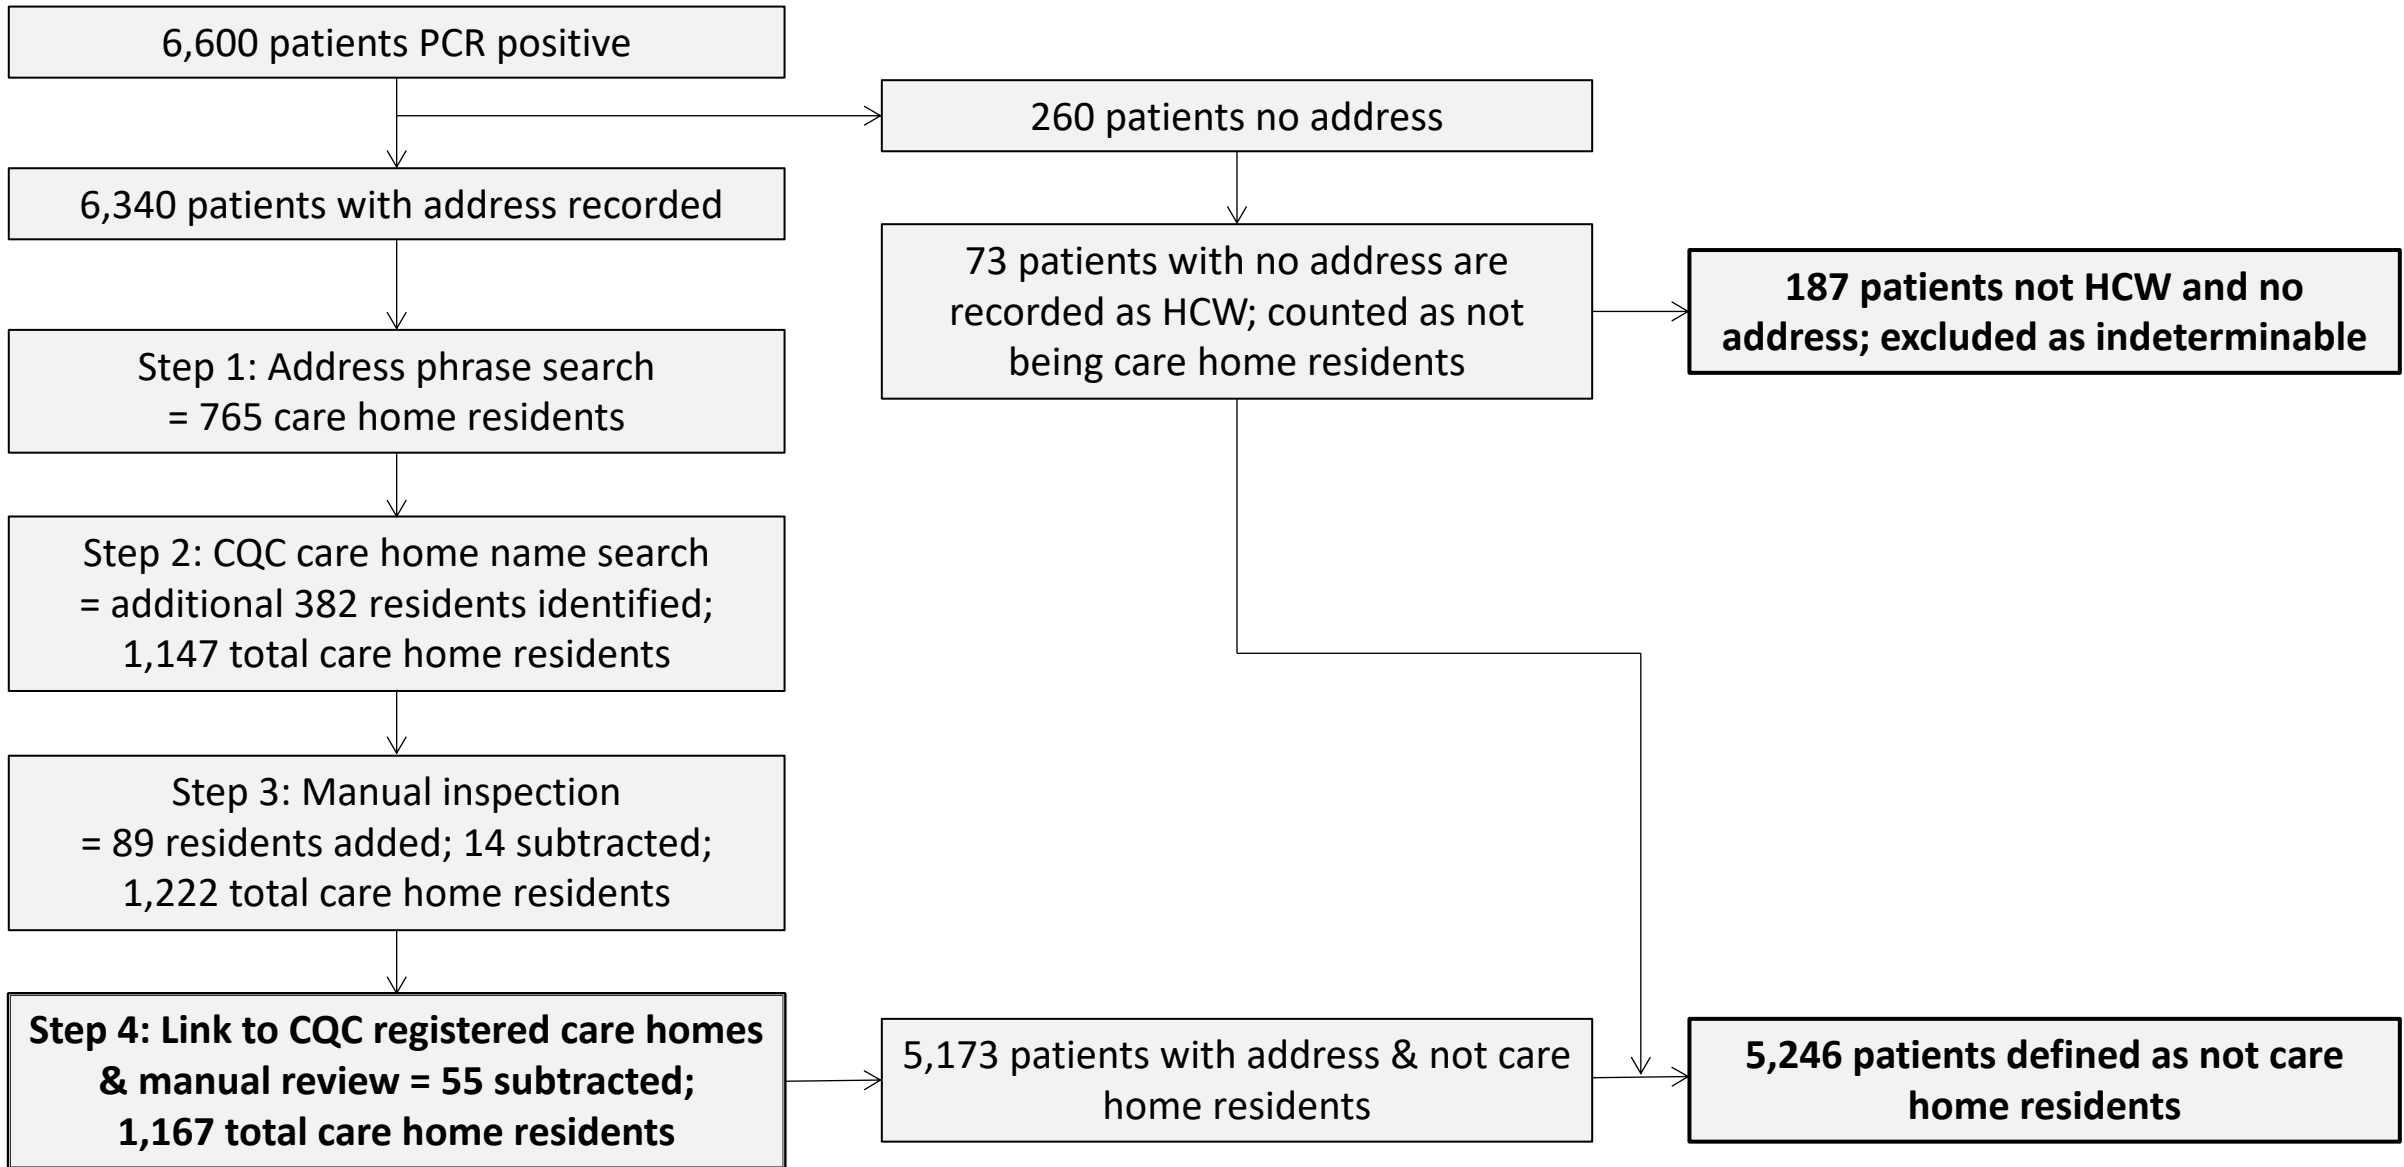 6,600 patients PCR positive
260 patients no address
6,340 patients with address recorded
73 patients with no address are
recorded as HCW; counted as not
being care home residents
187 patients not HCW and no
address; excluded as indeterminable
Step 1: Address phrase search
= 765 care home residents
Step 2: CQC care home name search
= additional 382 residents identified;
1,147 total care home residents
Step 3: Manual inspection
= 89 residents added; 14 subtracted;
1,222 total care home residents
Step 4: Link to CQC registered care homes
& manual review = 55 subtracted;
1,167 total care home residents
5,173 patients with address & not care
home residents
5,246 patients defined as not care
home residents